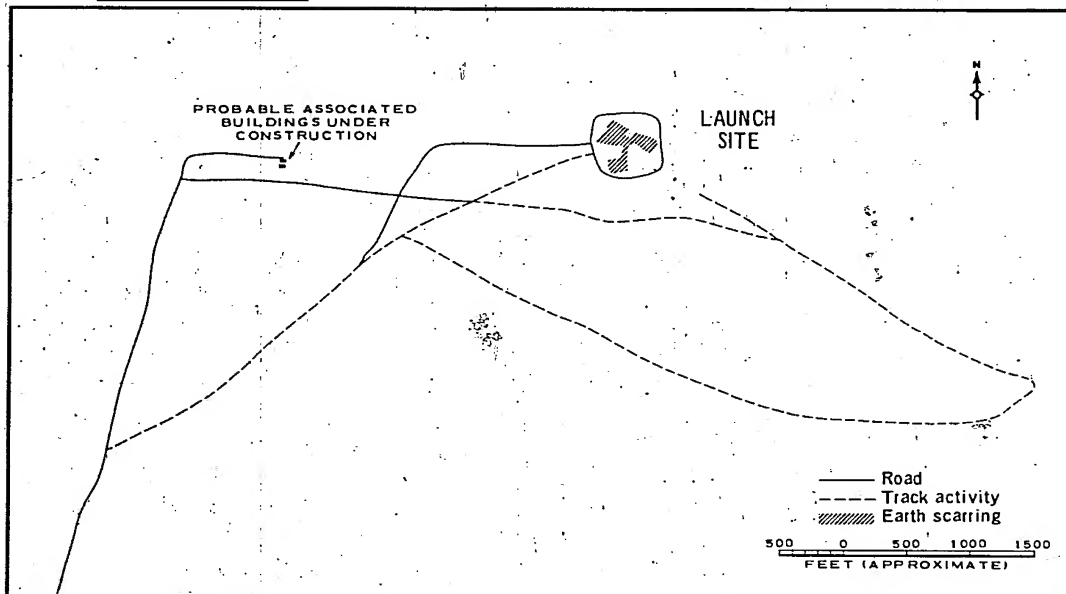 N
PROBABLE ASSOCIATED
BUILDINGS UNDER
CONSTRUCTION
LAUNCH
SITE
Road
Track activity
Earth scarring
500 0 500 1000 1500
FEET (APPROXIMATE)